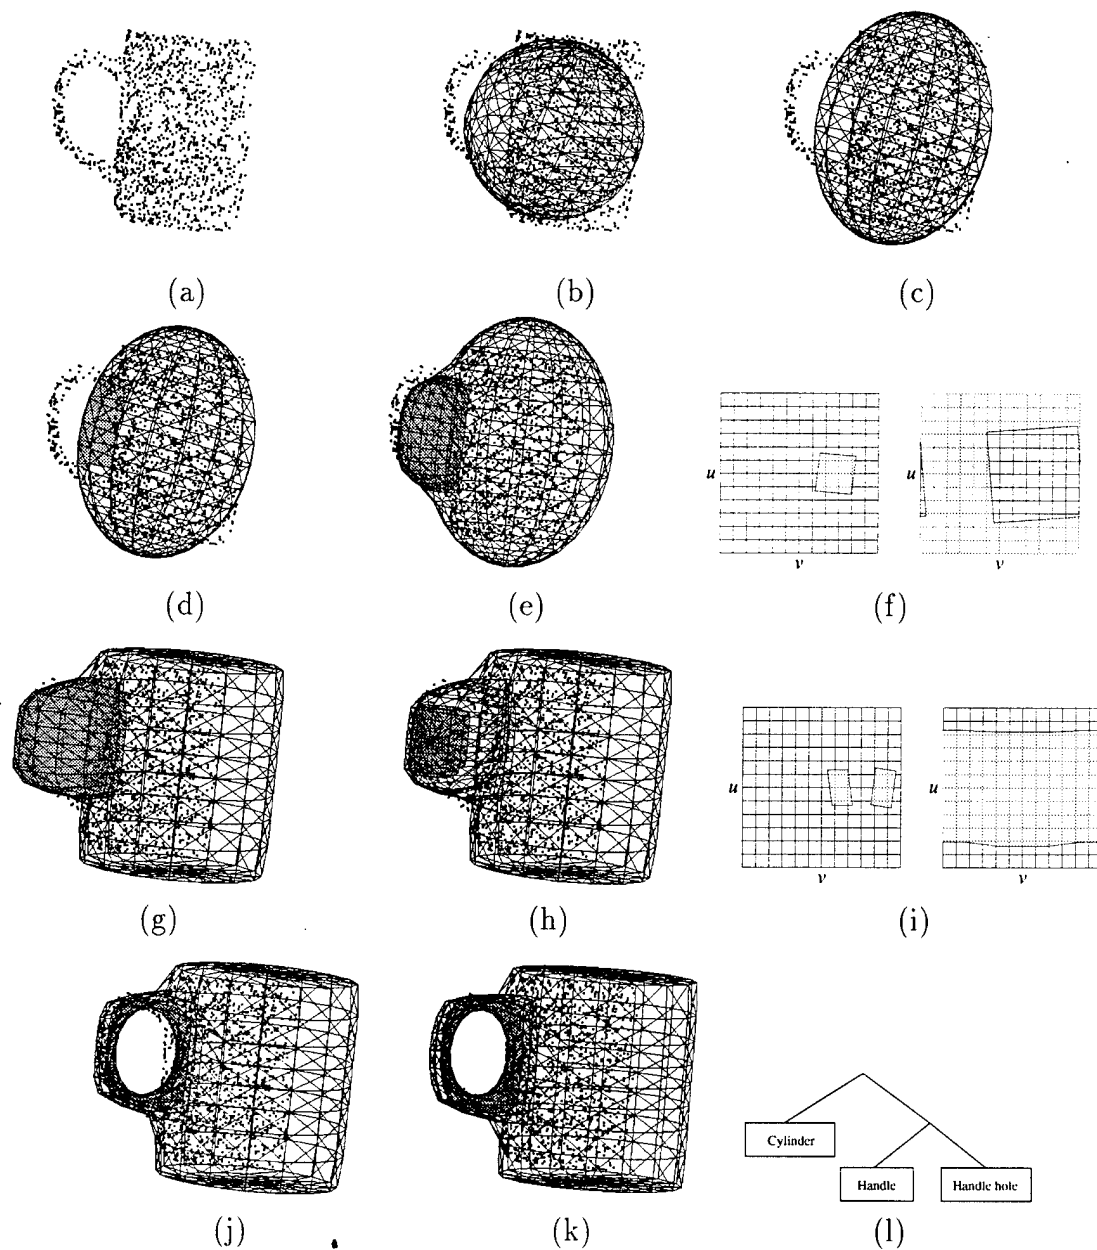 (a)
(b)
(c)
(d)
(e)
u
v
u
v
(f)
(g)
(h)
u
v
u
v
(i)
(j)
(k)
Cylinder
Handle
Handle hole
(l)